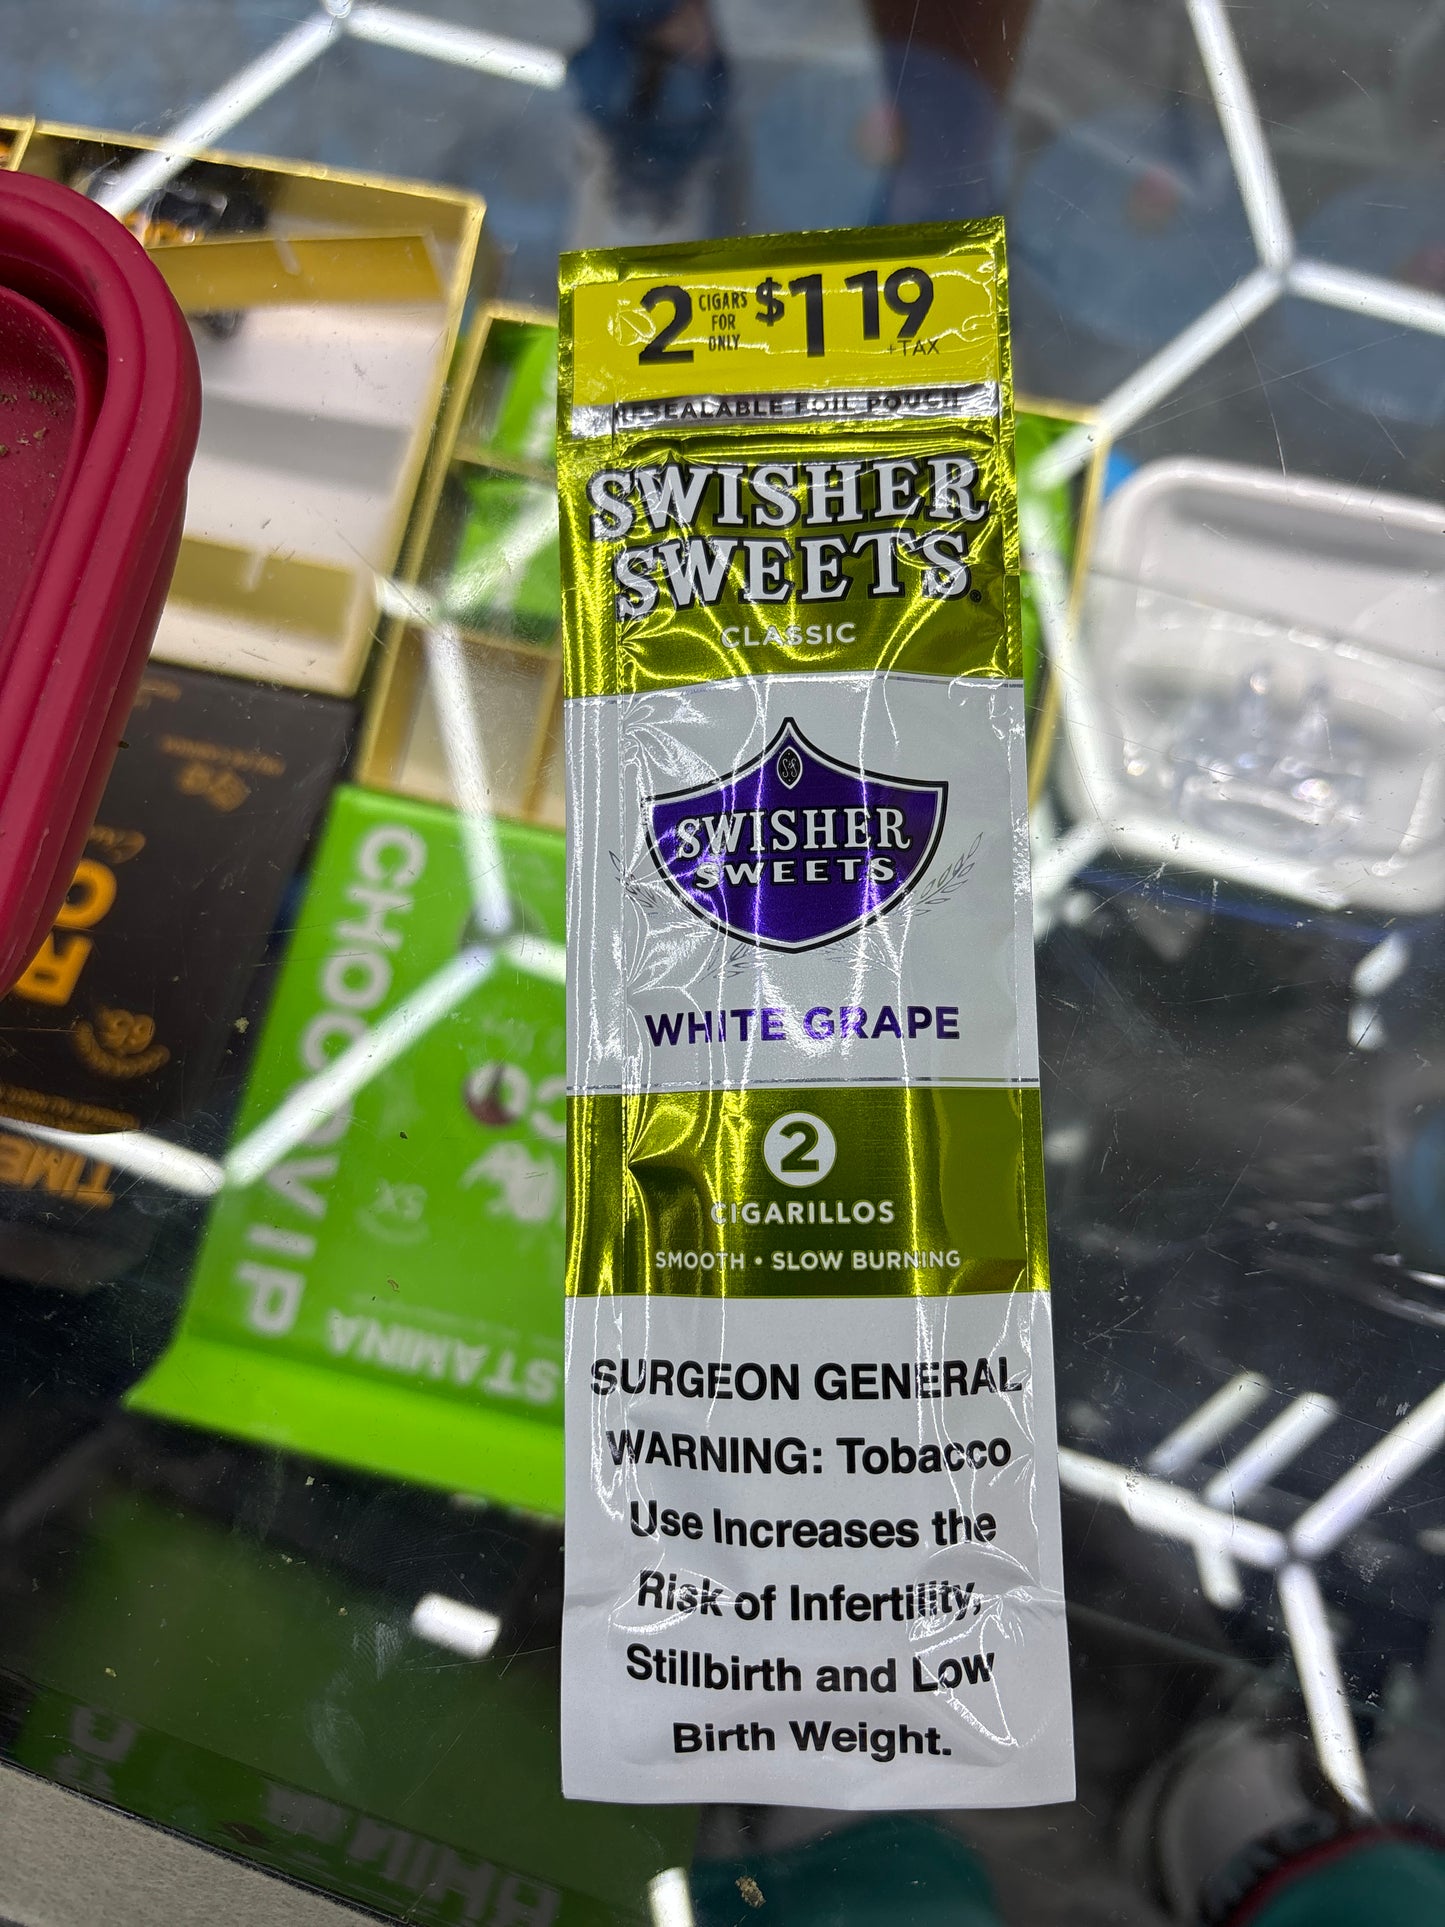 2 CIGARS FOR ONLY $1 19 +TAX
RESEALABLE FOIL POUCH
SWISHER
SWEETS®
CLASSIC
S&S
SWISHER
SWEETS
WHITE GRAPE
2
CIGARILLOS
SMOOTH • SLOW BURNING
SURGEON GENERAL
WARNING: Tobacco
Use Increases the
Risk of Infertility,
Stillbirth and Low
Birth Weight.
CHOCO VIP
STAMINA
5X